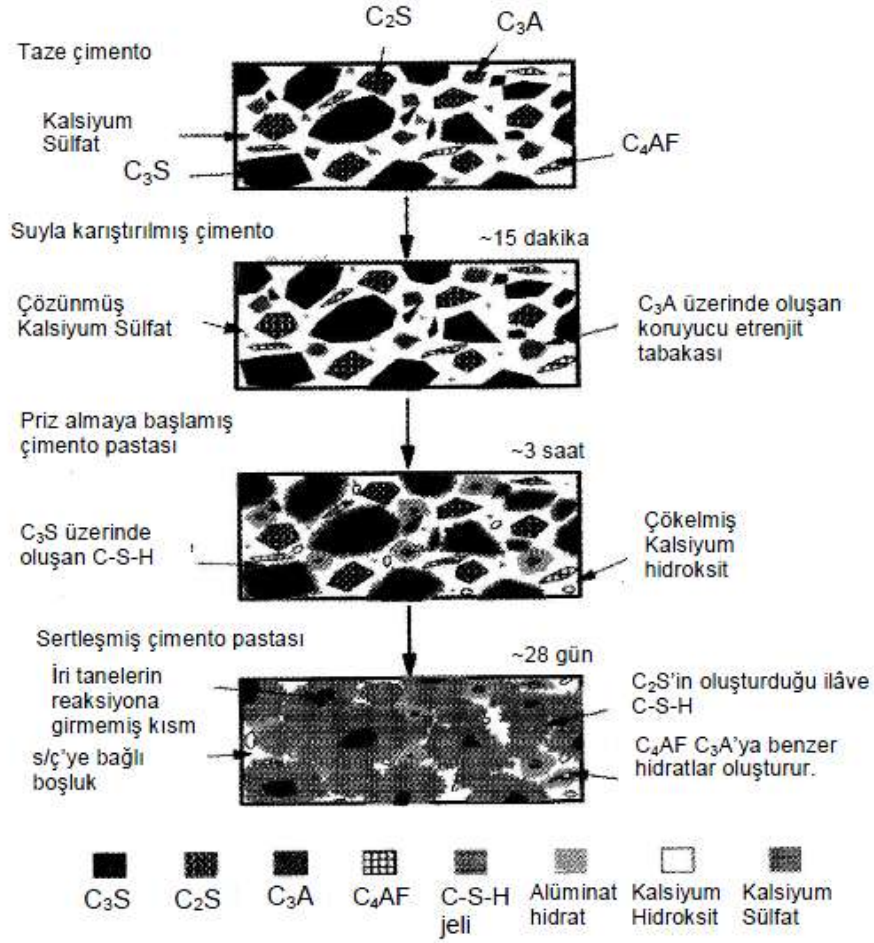 C₂S
C₃A
Taze çimento
Kalsiyum
Sülfat
C₃S
C₄AF
Suyla karıştırılmış çimento
~15 dakika
Çözünmüş
Kalsiyum Sülfat
C₃A üzerinde oluşan
koruyucu etrenjit
tabakası
Priz almaya başlamış
çimento pastası
~3 saat
C₃S üzerinde
oluşan C-S-H
Çökelmiş
Kalsiyum
hidroksit
Sertleşmiş çimento pastası
~28 gün
İri tanelerin
reaksiyona
girmemiş kısm
s/ç’ye bağlı
boşluk
C₂S’in oluşturduğu ilâve
C-S-H
C₄AF C₃A’ya benzer
hidratlar oluşturur.
C₃S
C₂S
C₃A
C₄AF
C-S-H
jeli
Alüminat
hidrat
Kalsiyum
Hidroksit
Kalsiyum
Sülfat